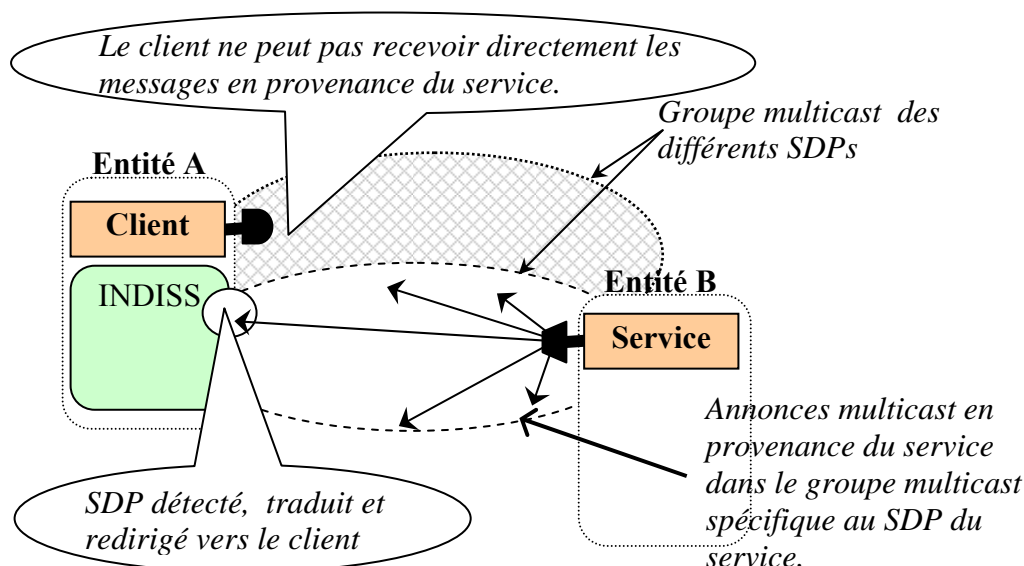 Le client ne peut pas recevoir directement les
messages en provenance du service.
Groupe multicast des
différents SDPs
Entité A
Client
INDISS
Entité B
Service
Annonces multicast en
provenance du service
dans le groupe multicast
spécifique au SDP du
service.
SDP détecté, traduit et
redirigé vers le client